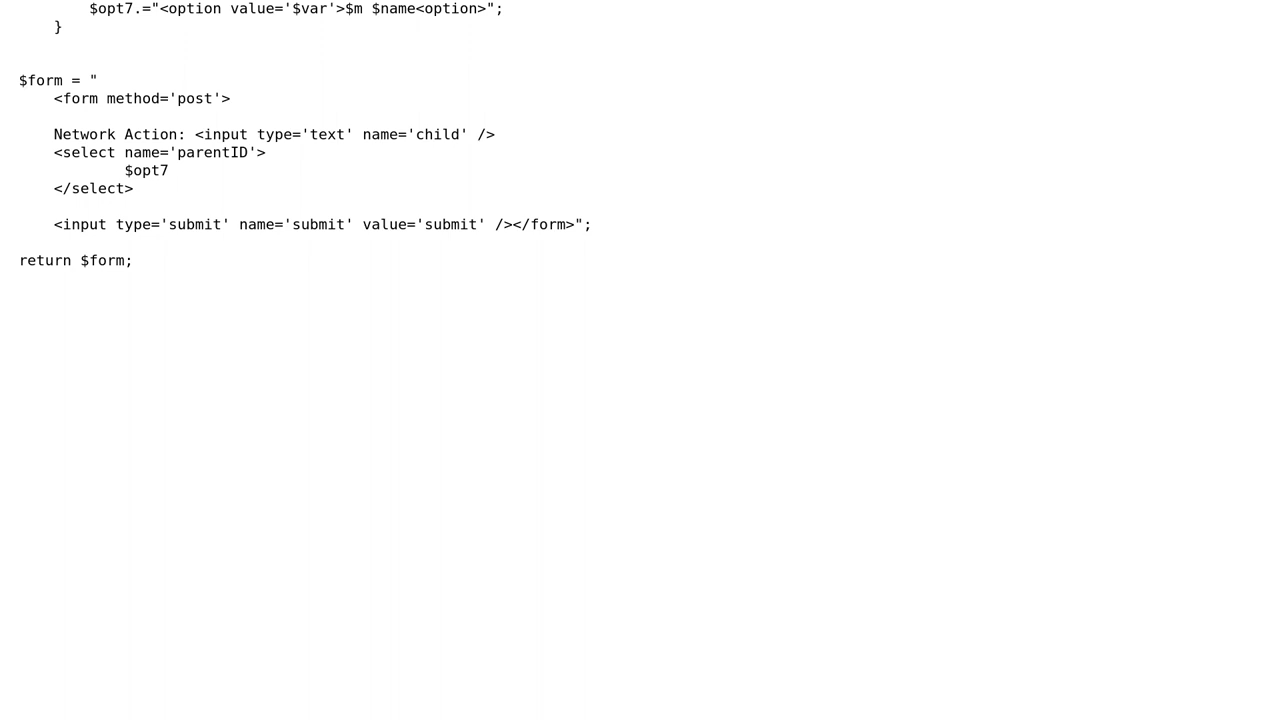 $opt7.="<option value='$var'>$m $name<option>";
}
$form = "
<form method='post'>
Network Action: <input type='text' name='child' />
<select name='parentID'>
$opt7
</select>
<input type='submit' name='submit' value='submit' /></form>";
return $form;